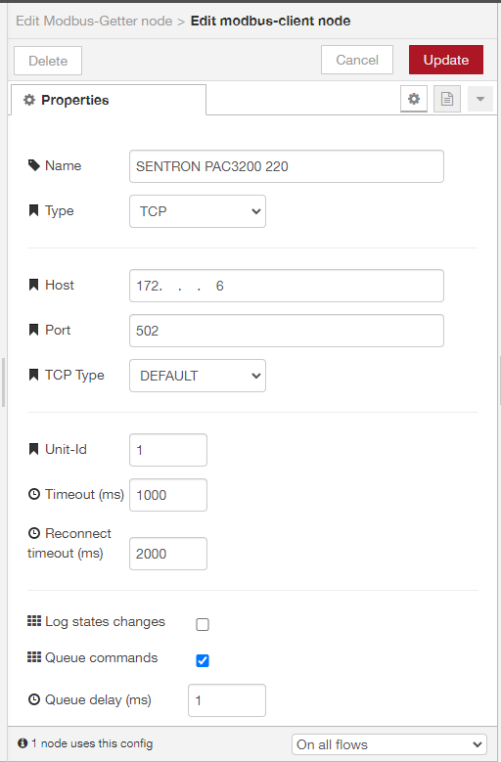 Edit Modbus-Getter node > Edit modbus-client node
Delete Cancel Update
Properties
Name SENTRON PAC3200 220
Type TCP
Host 172. . . 6
Port 502
TCP Type DEFAULT
Unit-Id 1
Timeout (ms) 1000
Reconnect
timeout (ms) 2000
Log states changes
Queue commands
Queue delay (ms) 1
1 node uses this config On all flows